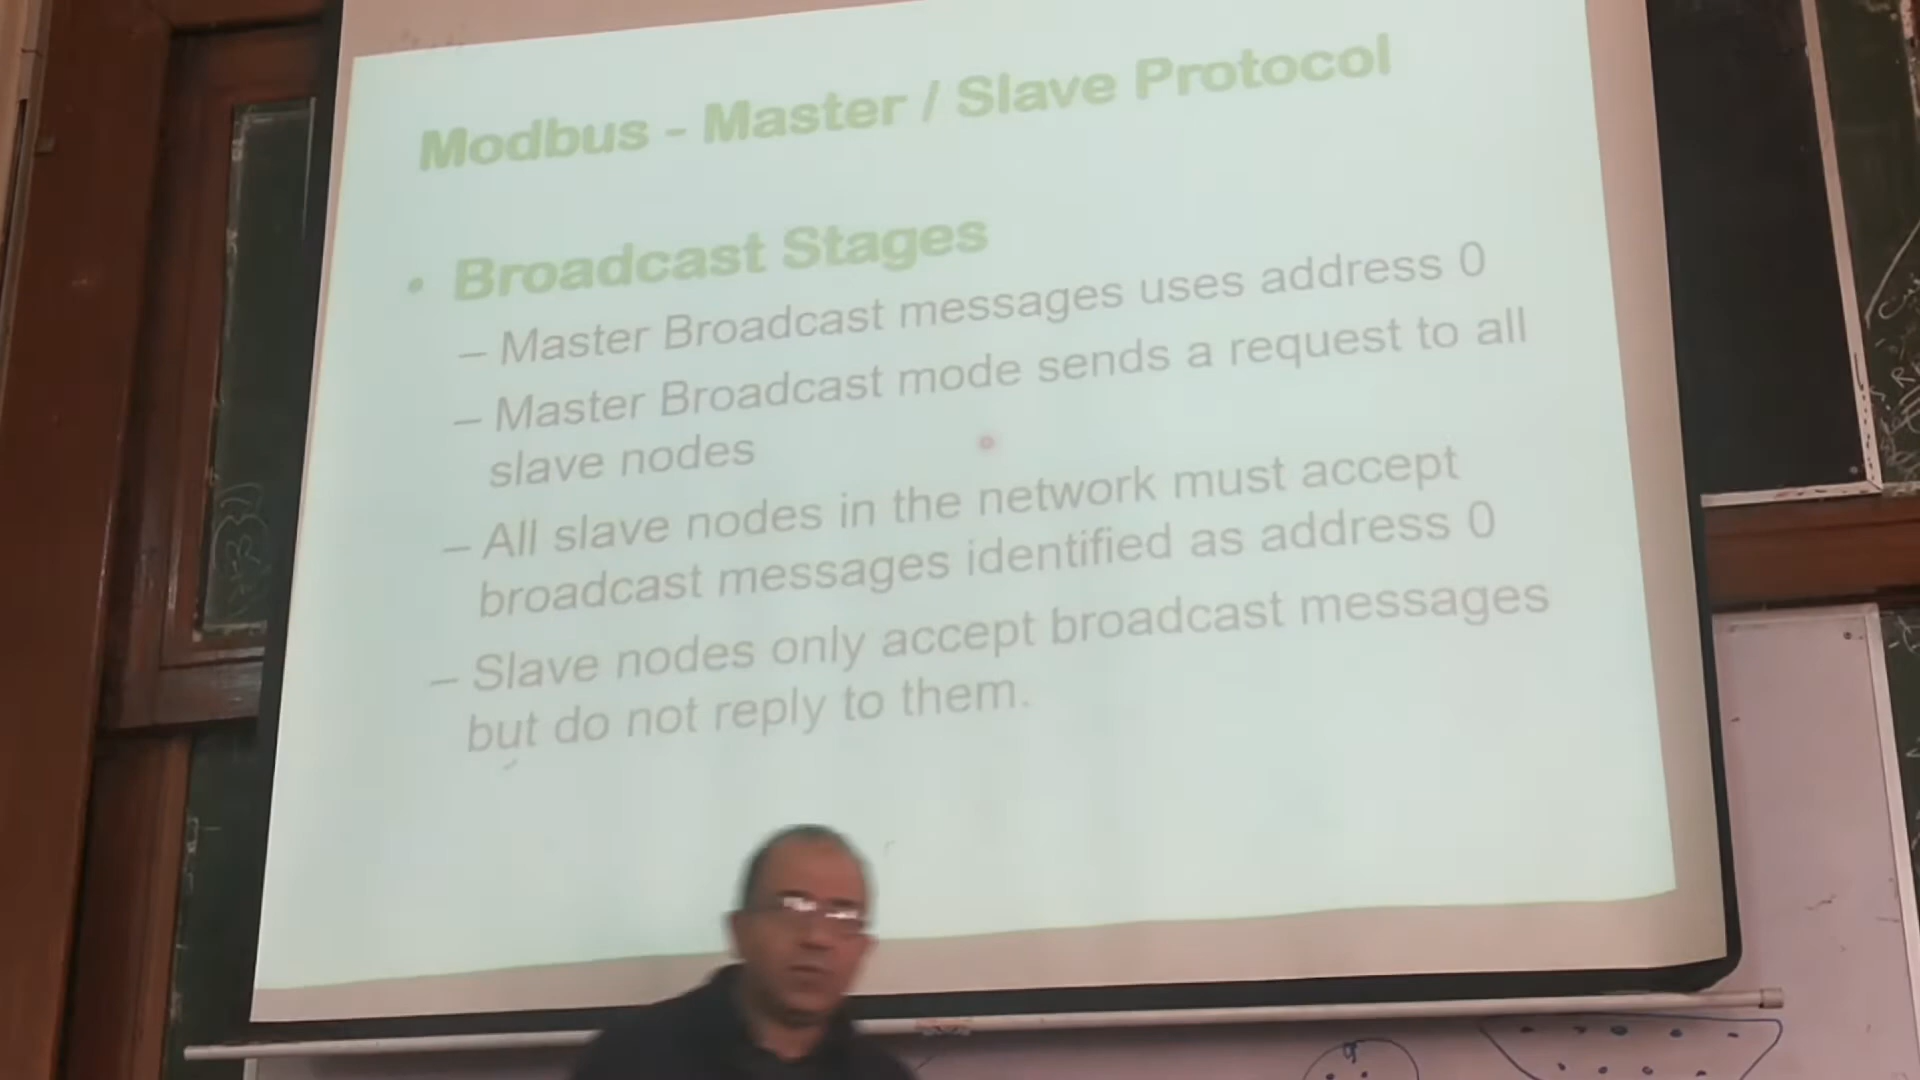 Modbus - Master / Slave Protocol
• Broadcast Stages
– Master Broadcast messages uses address 0
– Master Broadcast mode sends a request to all
slave nodes
– All slave nodes in the network must accept
broadcast messages identified as address 0
– Slave nodes only accept broadcast messages
but do not reply to them.